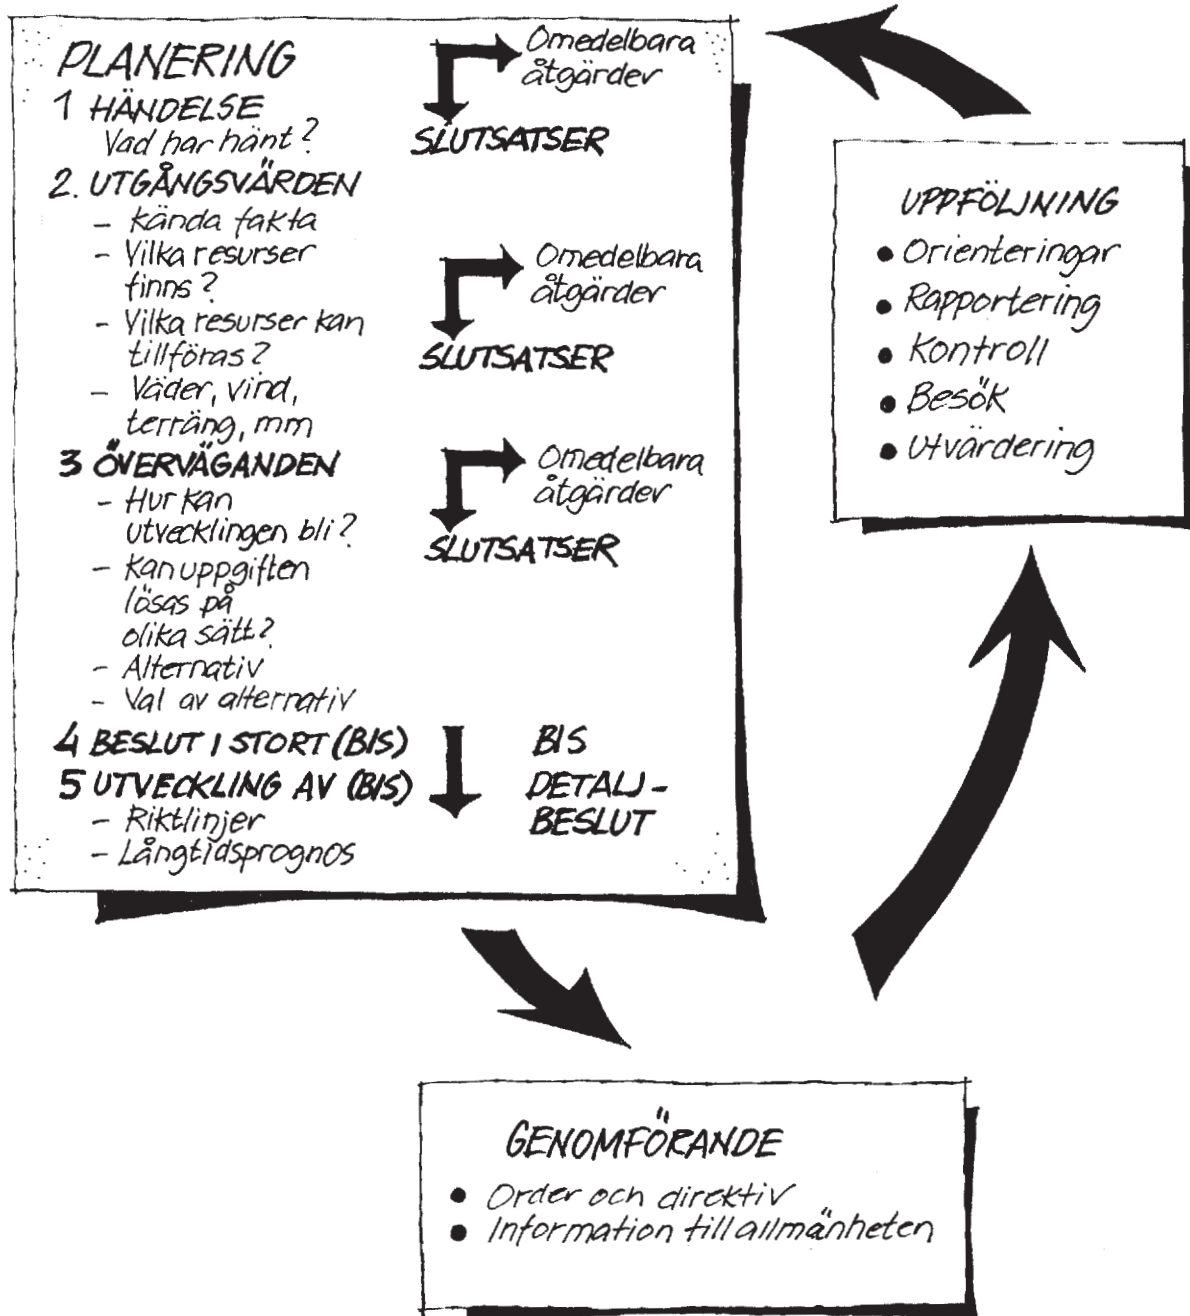 PLANERING
1 HÄNDELSE
Vad har hänt?
Omedelbara
åtgärder
SLUTSATSER
2. UTGÅNGSVÄRDEN
– Kända fakta
– Vilka resurser
finns?
– Vilka resurser kan
tillföras?
– Väder, vind,
terräng, mm
Omedelbara
åtgärder
SLUTSATSER
3 ÖVERVÄGANDEN
– Hur kan
utvecklingen bli?
– Kan uppgiften
lösas på
olika sätt?
– Alternativ
– Val av alternativ
Omedelbara
åtgärder
SLUTSATSER
4 BESLUT I STORT (BIS)
BIS
5 UTVECKLING AV (BIS)
– Riktlinjer
– Långtidsprognos
DETALJ-
BESLUT
UPPFÖLJNING
• Orienteringar
• Rapportering
• Kontroll
• Besök
• Utvärdering
GENOMFÖRANDE
• Order och direktiv
• Information till allmänheten